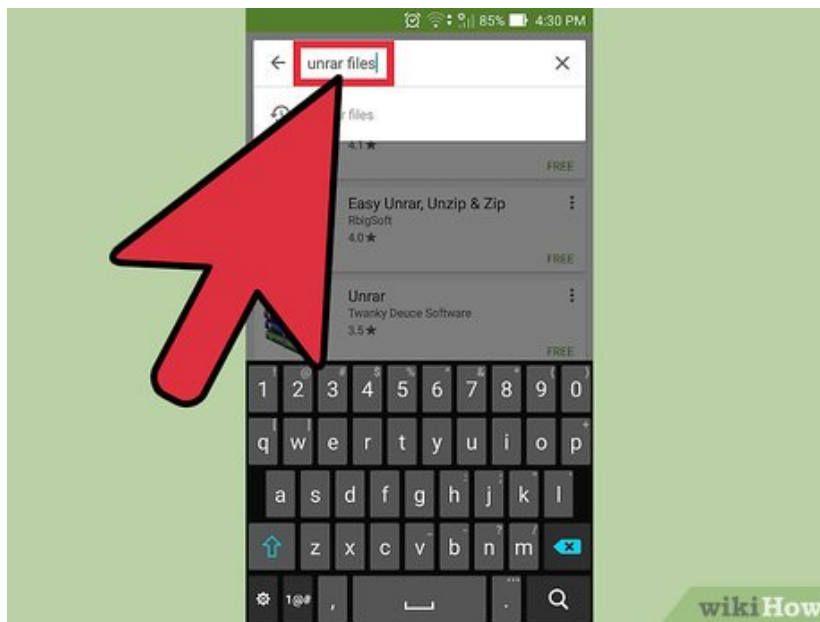 85% 4:30 PM
unrar files
files
4.1★
FREE
Easy Unrar, Unzip & Zip
RbigSoft
4.0★
FREE
Unrar
Twanky Deuce Software
3.5★
FREE
! @ # $ % ^ & * ( )
1 2 3 4 5 6 7 8 9 0
q w e r t y u i o p
a s d f g h j k l
z x c v b n m
1@# , .
wikiHow